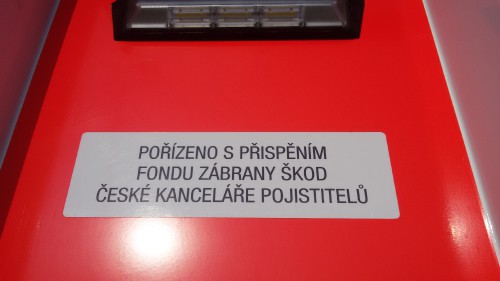 POŘÍZENO S PŘISPĚNÍM
FONDU ZÁBRANY ŠKOD
ČESKÉ KANCELÁŘE POJISTITELŮ